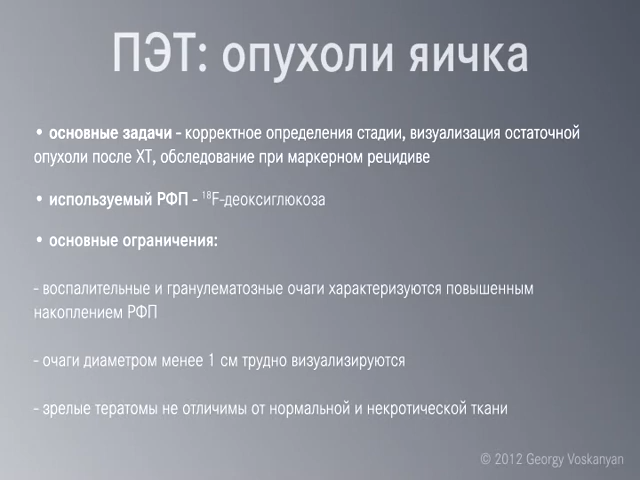 ПЭТ: опухоли яичка
• основные задачи - корректное определения стадии, визуализация остаточной
опухоли после ХТ, обследование при маркерном рецидиве
• используемый РФП - ¹⁸F-деоксиглюкоза
• основные ограничения:
- воспалительные и гранулематозные очаги характеризуются повышенным
накоплением РФП
- очаги диаметром менее 1 см трудно визуализируются
- зрелые тератомы не отличимы от нормальной и некротической ткани
© 2012 Georgy Voskanyan